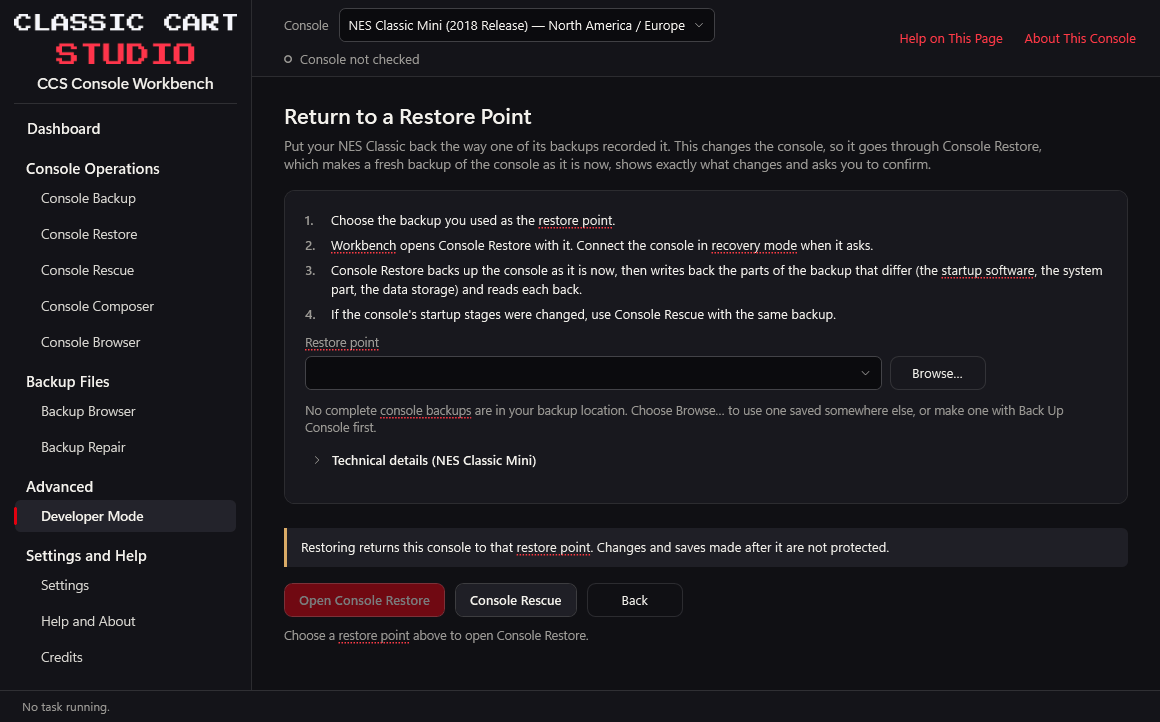 CLASSIC CART
STUDIO
CCS Console Workbench
Dashboard
Console Operations
Console Backup
Console Restore
Console Rescue
Console Composer
Console Browser
Backup Files
Backup Browser
Backup Repair
Advanced
Developer Mode
Settings and Help
Settings
Help and About
Credits
Console
NES Classic Mini (2018 Release) — North America / Europe
Console not checked
Help on This Page
About This Console
Return to a Restore Point
Put your NES Classic back the way one of its backups recorded it. This changes the console, so it goes through Console Restore,
which makes a fresh backup of the console as it is now, shows exactly what changes and asks you to confirm.
1. Choose the backup you used as the restore point.
2. Workbench opens Console Restore with it. Connect the console in recovery mode when it asks.
3. Console Restore backs up the console as it is now, then writes back the parts of the backup that differ (the startup software, the system
part, the data storage) and reads each back.
4. If the console's startup stages were changed, use Console Rescue with the same backup.
Restore point
Browse...
No complete console backups are in your backup location. Choose Browse... to use one saved somewhere else, or make one with Back Up
Console first.
Technical details (NES Classic Mini)
Restoring returns this console to that restore point. Changes and saves made after it are not protected.
Open Console Restore
Console Rescue
Back
Choose a restore point above to open Console Restore.
No task running.